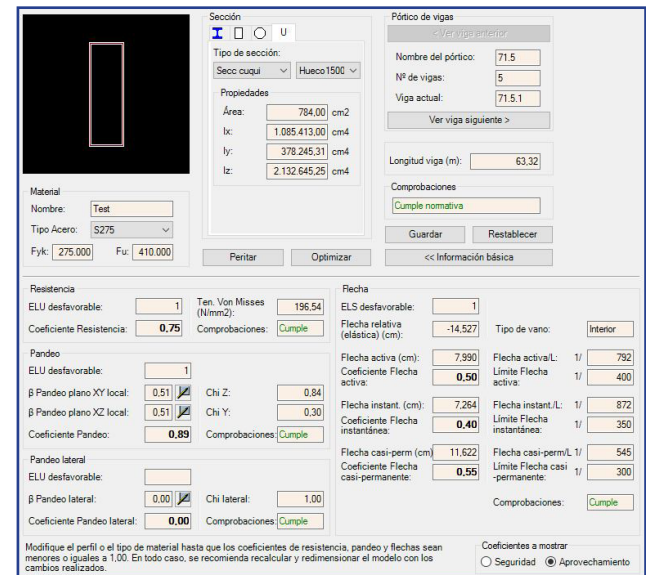 Sección
U
Tipo de sección:
Secc cuqui Hueco1500
Propiedades
Área: 784,00 cm2
Ix: 1.085.413,00 cm4
Iy: 378.245,31 cm4
Iz: 2.132.645,25 cm4
Peritar Optimizar
Pórtico de vigas
< Ver viga anterior
Nombre del pórtico: 71.5
Nº de vigas: 5
Viga actual: 71.5.1
Ver viga siguiente >
Longitud viga (m): 63,32
Comprobaciones
Cumple normativa
Guardar Restablecer
<< Información básica
Material
Nombre: Test
Tipo Acero: S275
Fyk: 275.000 Fu: 410.000
Resistencia
ELU desfavorable: 1 Ten. Von Misses (N/mm2): 196,54
Coeficiente Resistencia: 0,75 Comprobaciones: Cumple
Pandeo
ELU desfavorable: 1
β Pandeo plano XY local: 0,51 Chi Z: 0,84
β Pandeo plano XZ local: 0,51 Chi Y: 0,30
Coeficiente Pandeo: 0,89 Comprobaciones: Cumple
Pandeo lateral
ELU desfavorable:
β Pandeo lateral: 0,00 Chi lateral: 1,00
Coeficiente Pandeo lateral: 0,00 Comprobaciones: Cumple
Flecha
ELS desfavorable: 1
Flecha relativa (elástica) (cm): -14,527 Tipo de vano: Interior
Flecha activa (cm): 7,990 Flecha activa/L: 1/ 792
Coeficiente Flecha activa: 0,50 Límite Flecha activa: 1/ 400
Flecha instant. (cm): 7,264 Flecha instant./L: 1/ 872
Coeficiente Flecha instantánea: 0,40 Límite Flecha instantánea: 1/ 350
Flecha casi-perm (cm) 11,622 Flecha casi-perm/L 1/ 545
Coeficiente Flecha casi-permanente: 0,55 Límite Flecha casi -permanente: 1/ 300
Comprobaciones: Cumple
Modifique el perfil o el tipo de material hasta que los coeficientes de resistencia, pandeo y flechas sean
menores o iguales a 1,00. En todo caso, se recomienda recalcular y redimensionar el modelo con los
cambios realizados.
Coeficientes a mostrar
Seguridad Aprovechamiento